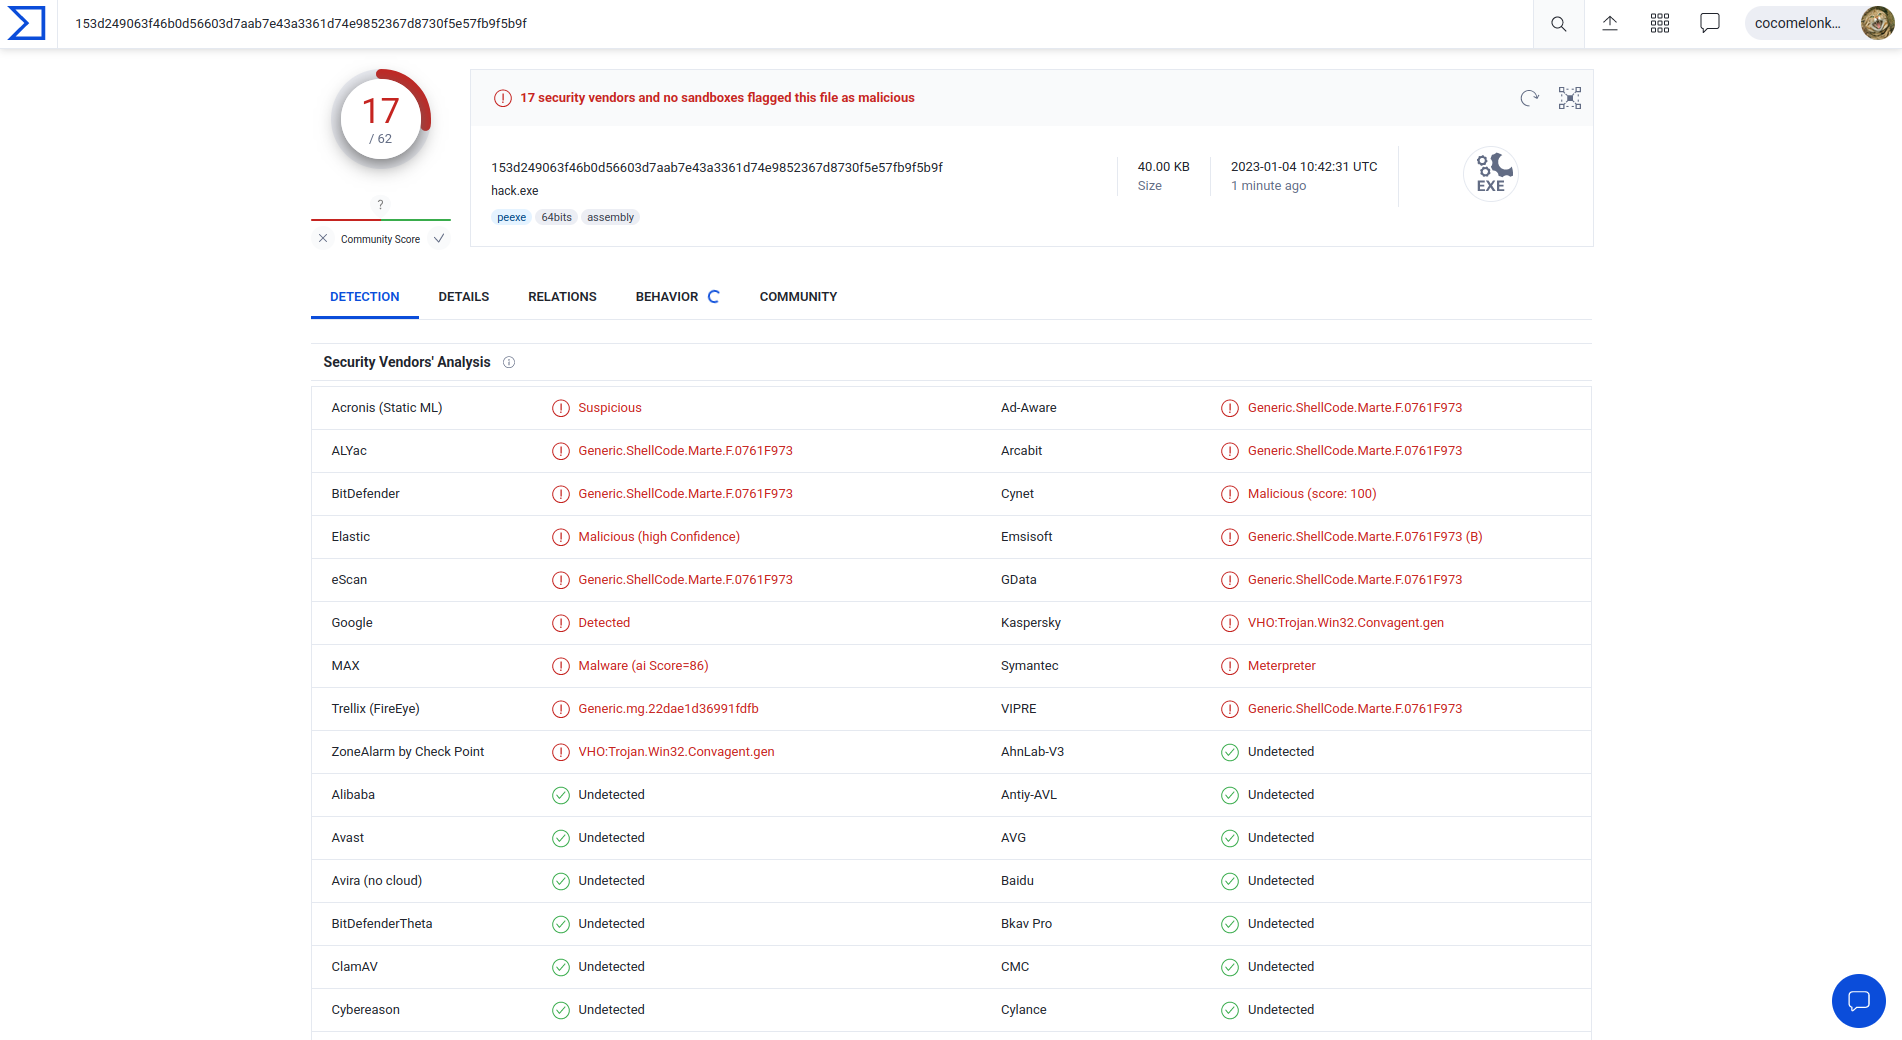 153d249063f46b0d56603d7aab7e43a3361d74e9852367d8730f5e57fb9f5b9f
cocomelonk...
17
/ 62
?
Community Score
17 security vendors and no sandboxes flagged this file as malicious
153d249063f46b0d56603d7aab7e43a3361d74e9852367d8730f5e57fb9f5b9f
hack.exe
peexe 64bits assembly
40.00 KB
Size
2023-01-04 10:42:31 UTC
1 minute ago
EXE
DETECTION DETAILS RELATIONS BEHAVIOR COMMUNITY
Security Vendors' Analysis
Acronis (Static ML) Suspicious Ad-Aware Generic.ShellCode.Marte.F.0761F973
ALYac Generic.ShellCode.Marte.F.0761F973 Arcabit Generic.ShellCode.Marte.F.0761F973
BitDefender Generic.ShellCode.Marte.F.0761F973 Cynet Malicious (score: 100)
Elastic Malicious (high Confidence) Emsisoft Generic.ShellCode.Marte.F.0761F973 (B)
eScan Generic.ShellCode.Marte.F.0761F973 GData Generic.ShellCode.Marte.F.0761F973
Google Detected Kaspersky VHO:Trojan.Win32.Convagent.gen
MAX Malware (ai Score=86) Symantec Meterpreter
Trellix (FireEye) Generic.mg.22dae1d36991fdfb VIPRE Generic.ShellCode.Marte.F.0761F973
ZoneAlarm by Check Point VHO:Trojan.Win32.Convagent.gen AhnLab-V3 Undetected
Alibaba Undetected Antiy-AVL Undetected
Avast Undetected AVG Undetected
Avira (no cloud) Undetected Baidu Undetected
BitDefenderTheta Undetected Bkav Pro Undetected
ClamAV Undetected CMC Undetected
Cybereason Undetected Cylance Undetected